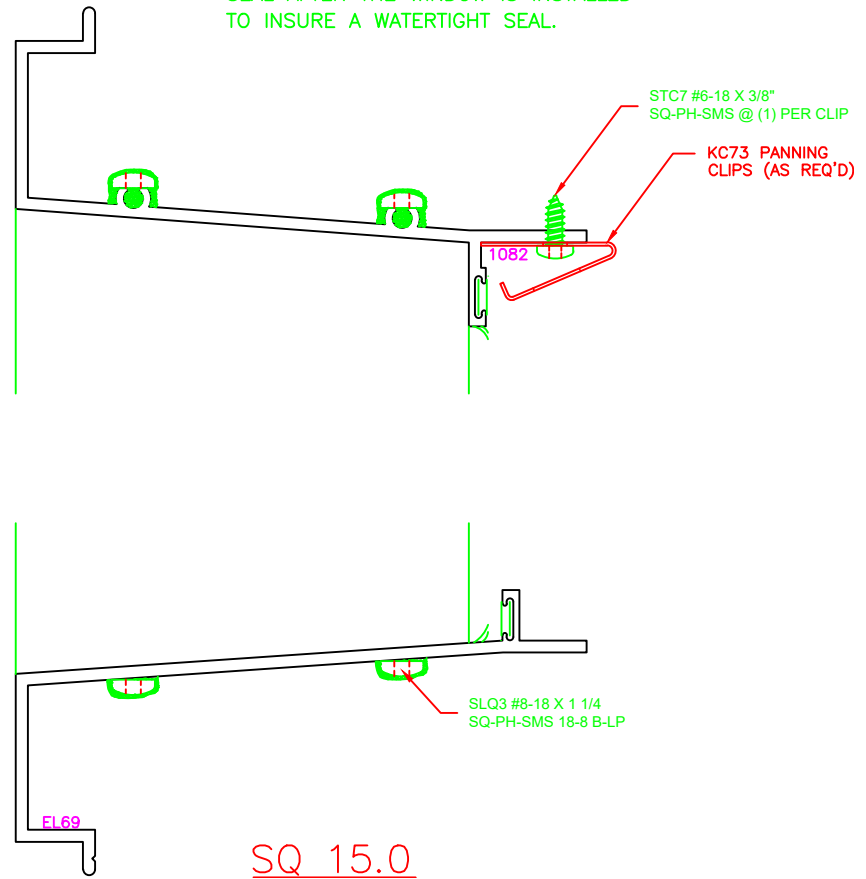 TO INSURE A WATERTIGHT SEAL.
STC7 #6-18 X 3/8"
SQ-PH-SMS @ (1) PER CLIP
KC73 PANNING
CLIPS (AS REQ'D)
1082
SLQ3 #8-18 X 1 1/4
SQ-PH-SMS 18-8 B-LP
EL69
SQ 15.0